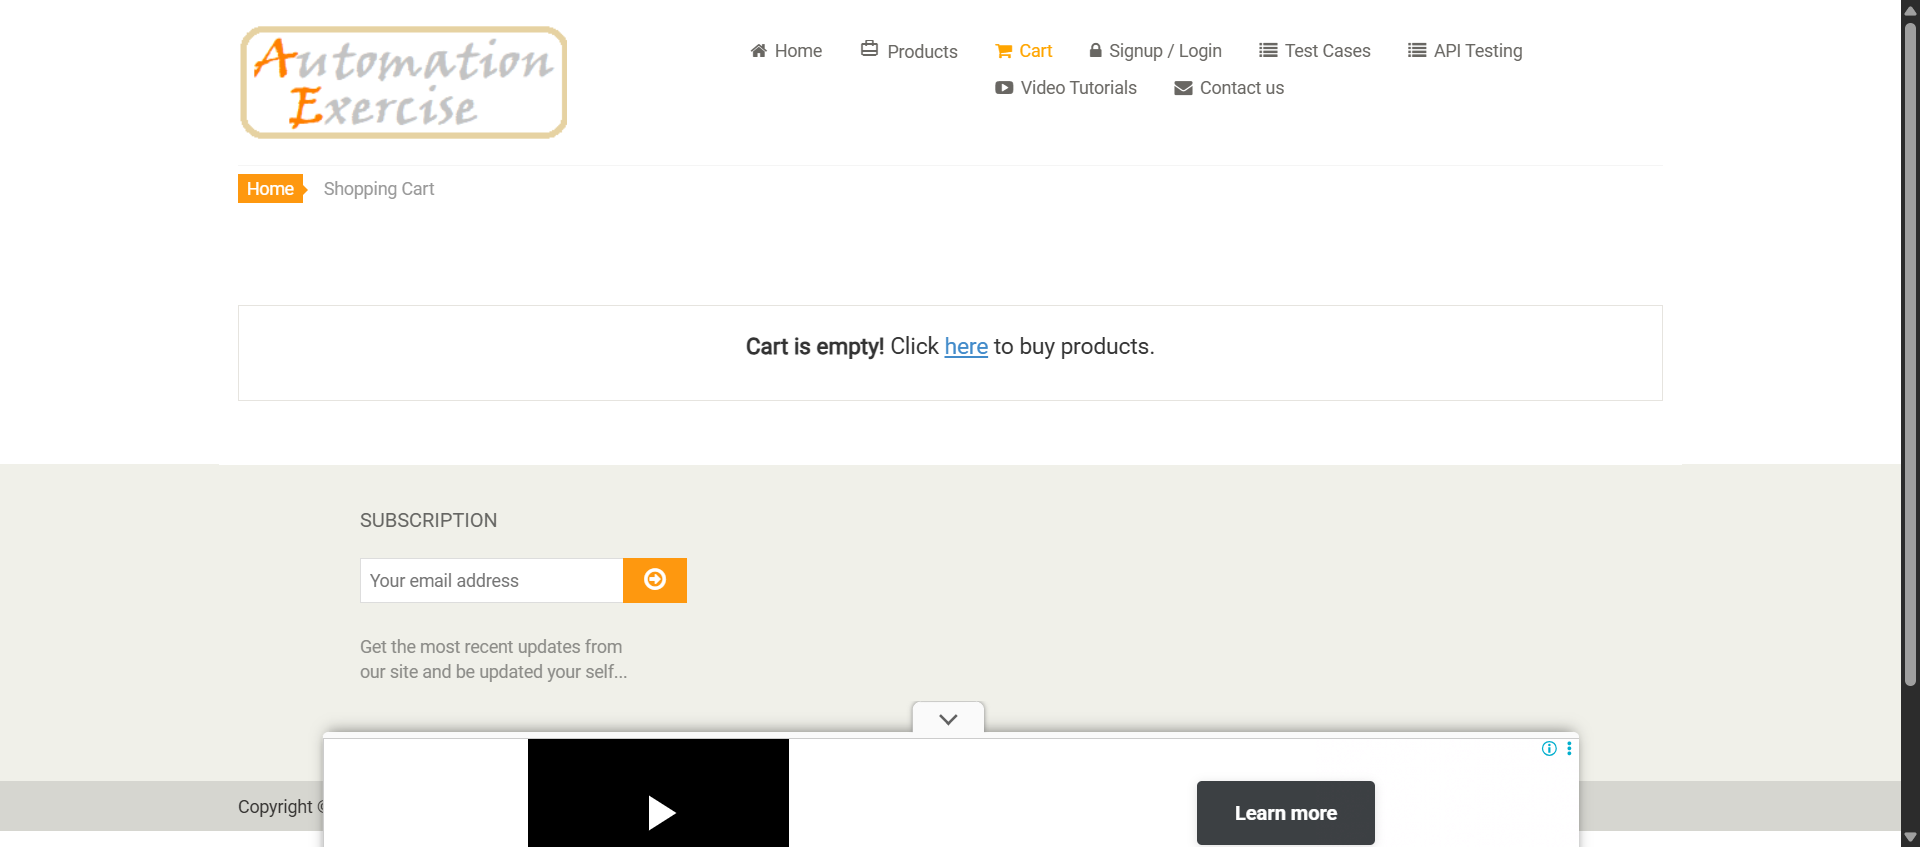 Automation
Exercise
Home
Products
Cart
Signup / Login
Test Cases
API Testing
Video Tutorials
Contact us
Home
Shopping Cart
Cart is empty! Click here to buy products.
SUBSCRIPTION
Your email address
Get the most recent updates from
our site and be updated your self...
Copyright ©
Learn more